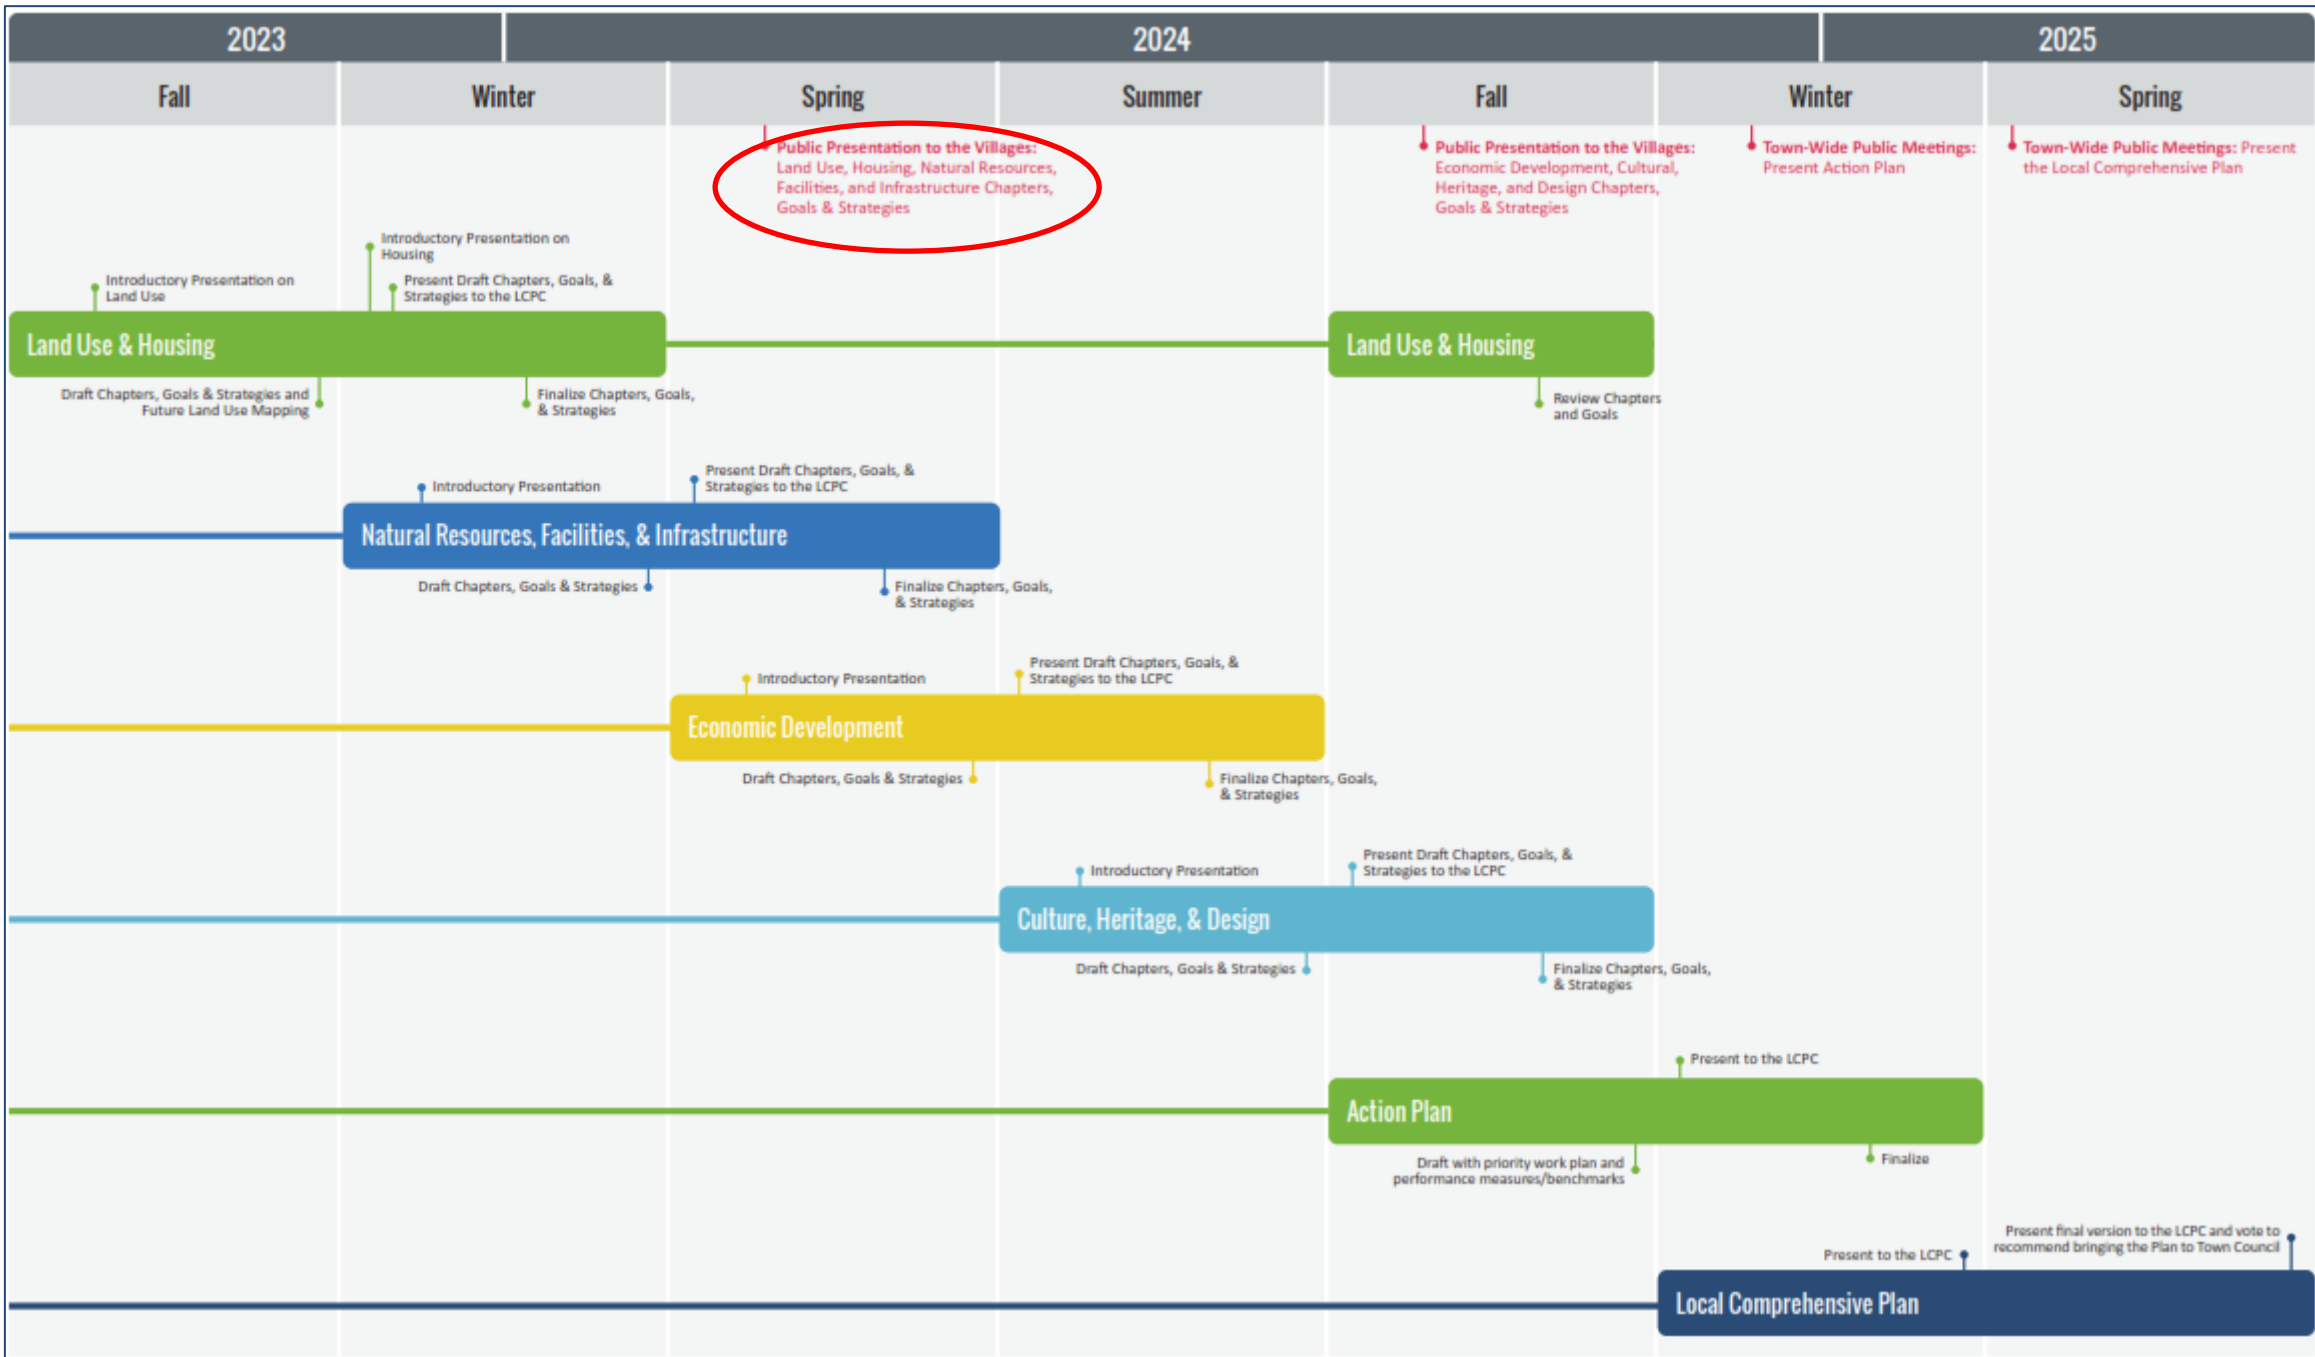 2023
2024
2025
Fall
Winter
Spring
Summer
Fall
Winter
Spring
Public Presentation to the Villages:
Land Use, Housing, Natural Resources,
Facilities, and Infrastructure Chapters,
Goals & Strategies
Public Presentation to the Villages:
Economic Development, Cultural,
Heritage, and Design Chapters,
Goals & Strategies
Town-Wide Public Meetings:
Present Action Plan
Town-Wide Public Meetings: Present
the Local Comprehensive Plan
Introductory Presentation on
Land Use
Introductory Presentation on
Housing
Present Draft Chapters, Goals, &
Strategies to the LCPC
Land Use & Housing
Land Use & Housing
Draft Chapters, Goals & Strategies and
Future Land Use Mapping
Finalize Chapters, Goals,
& Strategies
Review Chapters
and Goals
Introductory Presentation
Present Draft Chapters, Goals, &
Strategies to the LCPC
Natural Resources, Facilities, & Infrastructure
Draft Chapters, Goals & Strategies
Finalize Chapters, Goals,
& Strategies
Introductory Presentation
Present Draft Chapters, Goals, &
Strategies to the LCPC
Economic Development
Draft Chapters, Goals & Strategies
Finalize Chapters, Goals,
& Strategies
Introductory Presentation
Present Draft Chapters, Goals, &
Strategies to the LCPC
Culture, Heritage, & Design
Draft Chapters, Goals & Strategies
Finalize Chapters, Goals,
& Strategies
Present to the LCPC
Action Plan
Draft with priority work plan and
performance measures/benchmarks
Finalize
Present to the LCPC
Present final version to the LCPC and vote to
recommend bringing the Plan to Town Council
Local Comprehensive Plan